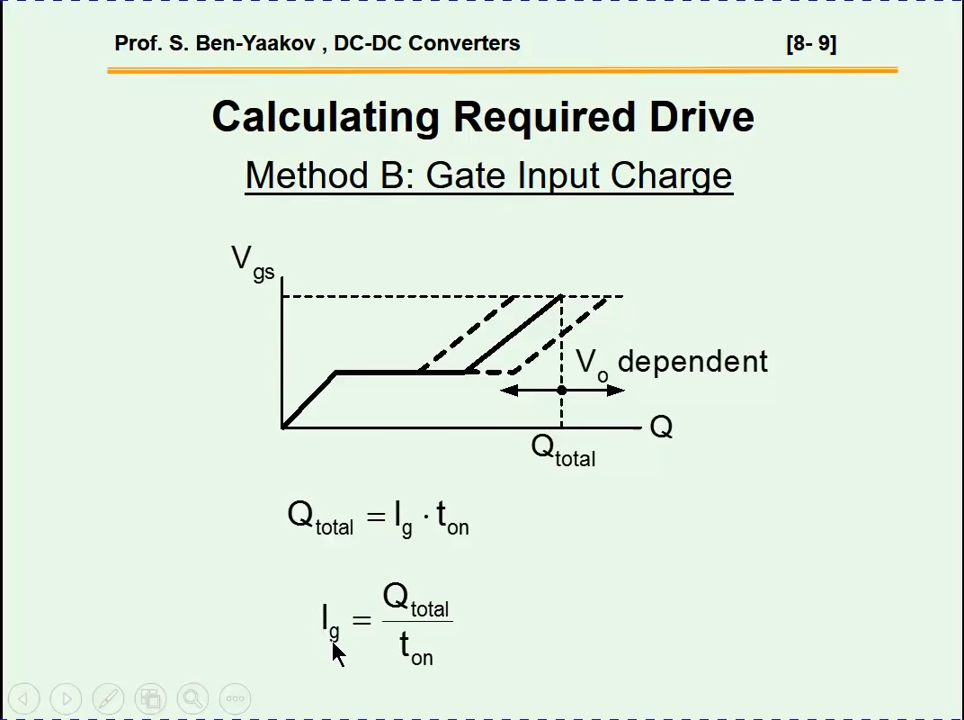 Prof. S. Ben-Yaakov , DC-DC Converters [8- 9]
Calculating Required Drive
Method B: Gate Input Charge
Vgs
Vo dependent
Q
Qtotal
Qtotal = Ig · ton
Ig = Qtotal / ton